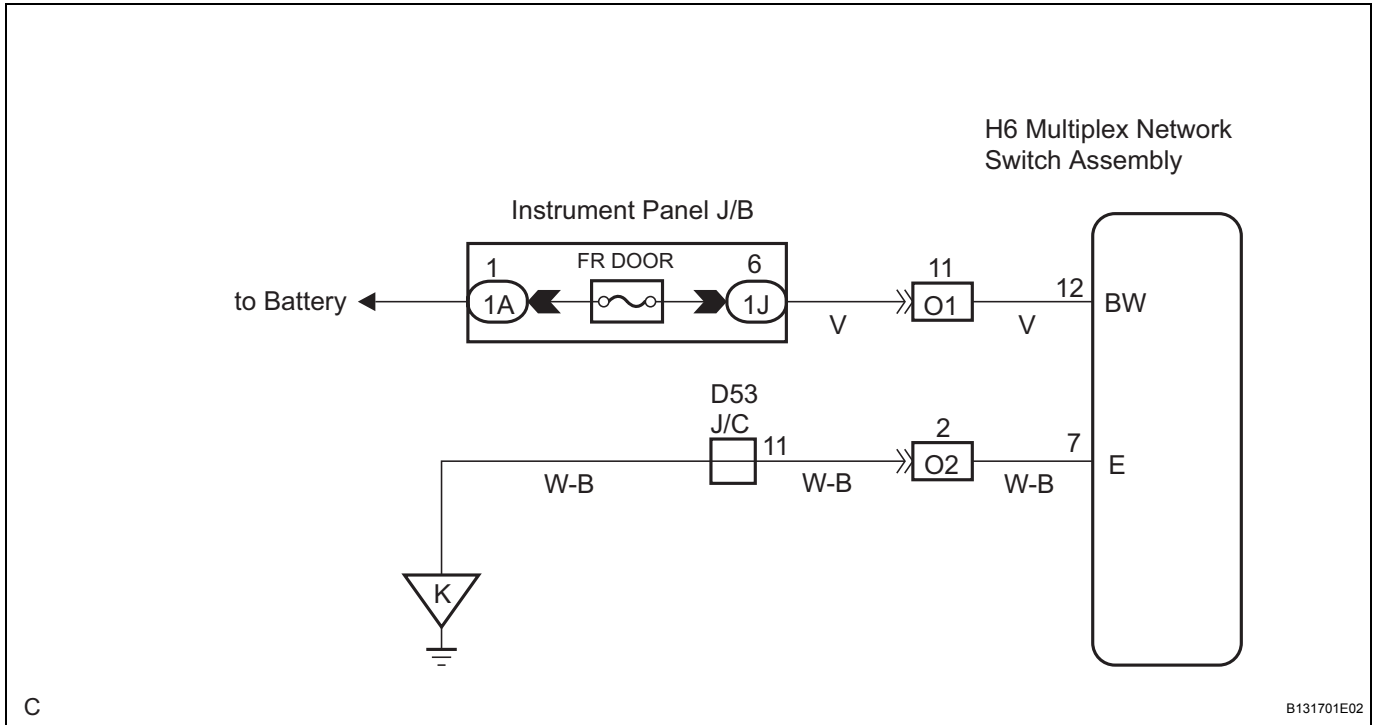 H6 Multiplex Network
Switch Assembly
Instrument Panel J/B
1
FR DOOR
6
11
to Battery
1A
1J
V
O1
V
12
BW
D53
J/C
11
2
O2
7
E
W-B
W-B
W-B
K
C
B131701E02